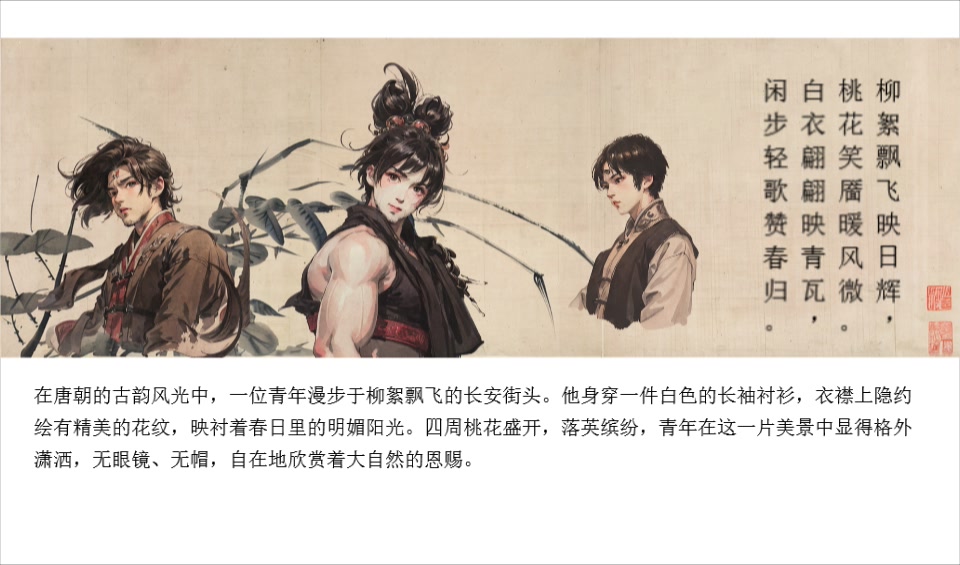 柳絮飘飞映日辉，
桃花笑靥暖风微。
白衣翩翩映青瓦，
闲步轻歌赞春归。
在唐朝的古韵风光中，一位青年漫步于柳絮飘飞的长安街头。他身穿一件白色的长袖衬衫，衣襟上隐约
绘有精美的花纹，映衬着春日里的明媚阳光。四周桃花盛开，落英缤纷，青年在这一片美景中显得格外
潇洒，无眼镜、无帽，自在地欣赏着大自然的恩赐。